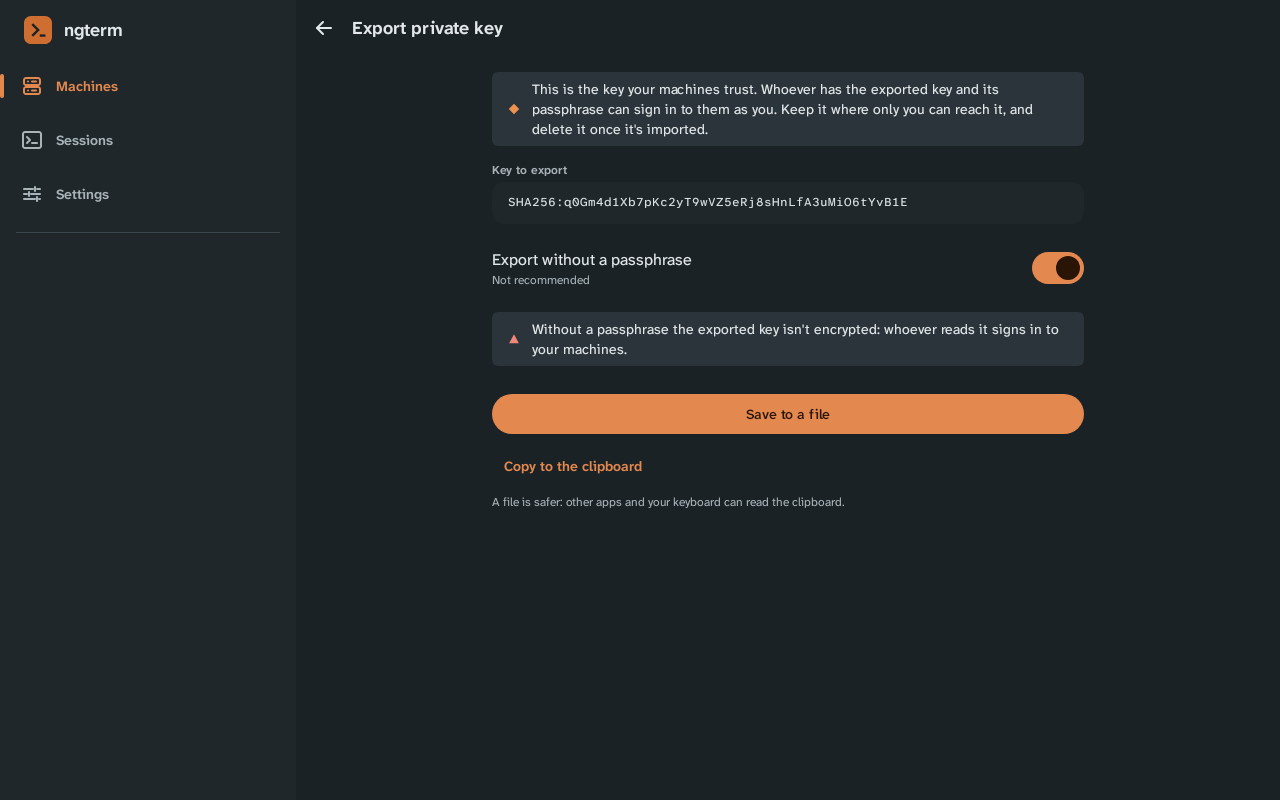 ngterm
Machines
Sessions
Settings
Export private key
This is the key your machines trust. Whoever has the exported key and its
passphrase can sign in to them as you. Keep it where only you can reach it, and
delete it once it's imported.
Key to export
SHA256:q0Gm4d1Xb7pKc2yT9wVZ5eRj8sHnLfA3uMiO6tYvB1E
Export without a passphrase
Not recommended
Without a passphrase the exported key isn't encrypted: whoever reads it signs in to
your machines.
Save to a file
Copy to the clipboard
A file is safer: other apps and your keyboard can read the clipboard.